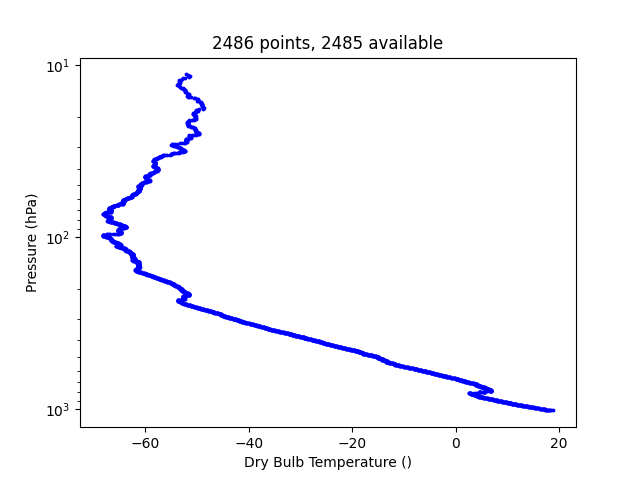 2486 points, 2485 available
10¹
10²
10³
Pressure (hPa)
−60
−40
−20
0
20
Dry Bulb Temperature ()